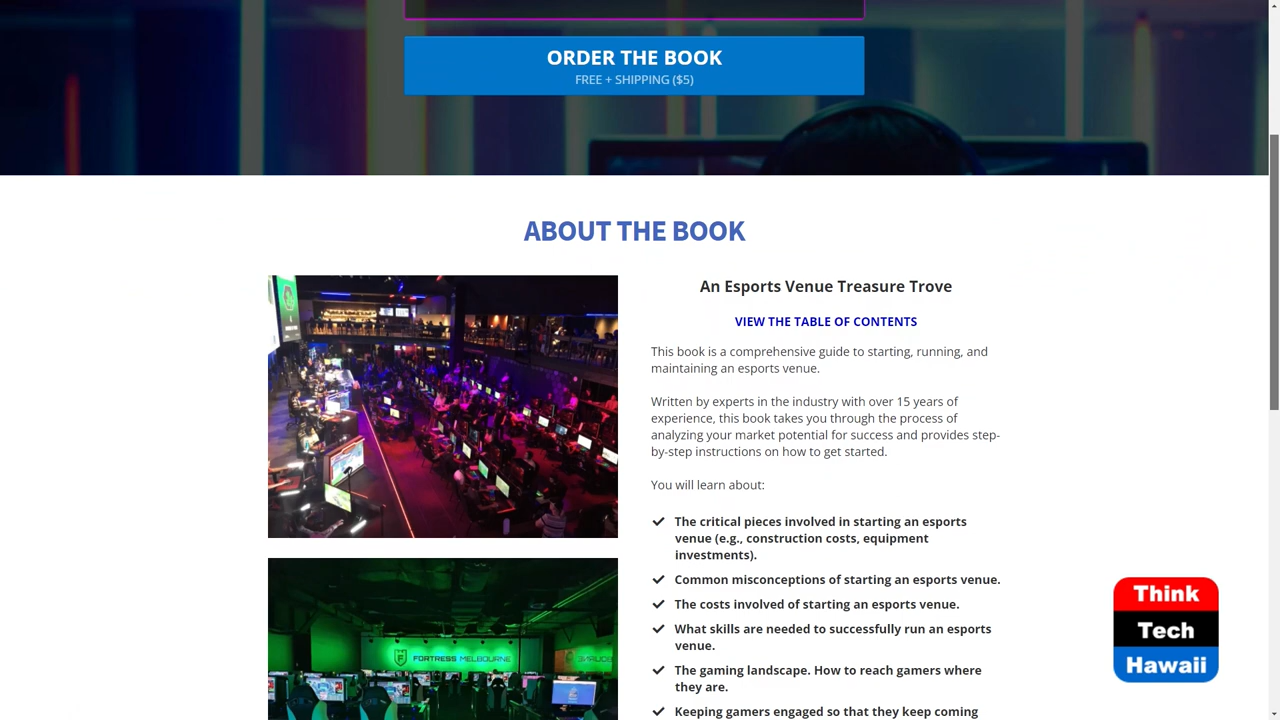 ORDER THE BOOK
FREE + SHIPPING ($5)
ABOUT THE BOOK
An Esports Venue Treasure Trove
VIEW THE TABLE OF CONTENTS
This book is a comprehensive guide to starting, running, and
maintaining an esports venue.
Written by experts in the industry with over 15 years of
experience, this book takes you through the process of
analyzing your market potential for success and provides step-
by-step instructions on how to get started.
You will learn about:
The critical pieces involved in starting an esports
venue (e.g., construction costs, equipment
investments).
Common misconceptions of starting an esports venue.
The costs involved of starting an esports venue.
What skills are needed to successfully run an esports
venue.
The gaming landscape. How to reach gamers where
they are.
Keeping gamers engaged so that they keep coming
FORTRESS MELBOURNE
Think
Tech
Hawaii